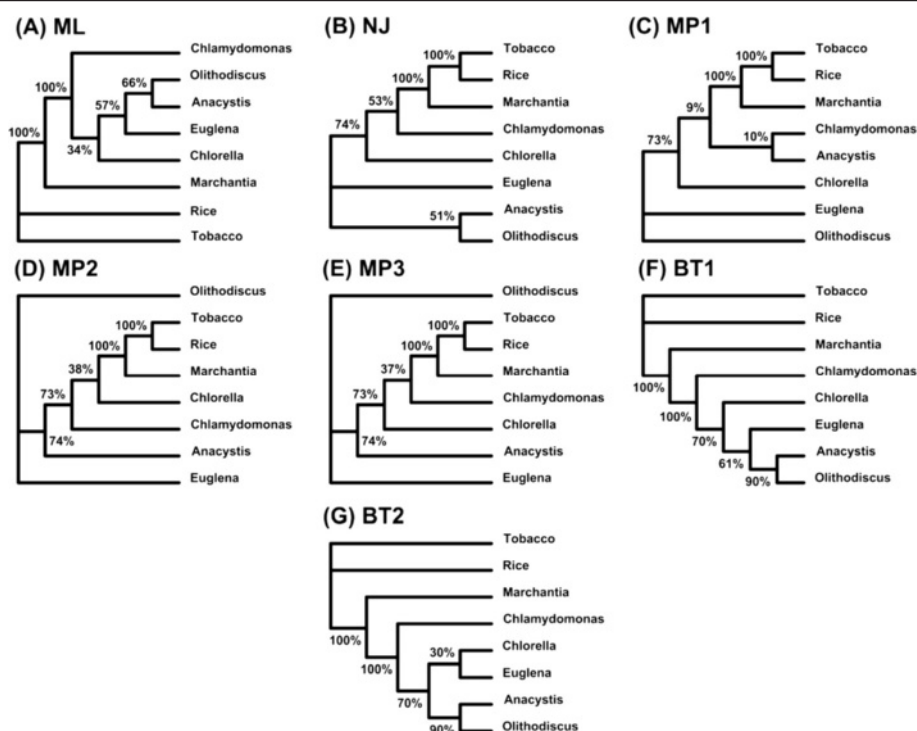 (A) ML
Chlamydomonas
Olithodiscus
Anacystis
Euglena
Chlorella
Marchantia
Rice
Tobacco
100%
100%
34%
57%
66%
(B) NJ
Tobacco
Rice
Marchantia
Chlamydomonas
Chlorella
Euglena
Anacystis
Olithodiscus
100%
100%
53%
74%
51%
(C) MP1
Tobacco
Rice
Marchantia
Chlamydomonas
Anacystis
Chlorella
Euglena
Olithodiscus
100%
100%
9%
10%
73%
(D) MP2
Olithodiscus
Tobacco
Rice
Marchantia
Chlorella
Chlamydomonas
Anacystis
Euglena
100%
100%
38%
73%
74%
(E) MP3
Olithodiscus
Tobacco
Rice
Marchantia
Chlamydomonas
Chlorella
Anacystis
Euglena
100%
100%
37%
73%
74%
(F) BT1
Tobacco
Rice
Marchantia
Chlamydomonas
Chlorella
Euglena
Anacystis
Olithodiscus
100%
100%
70%
61%
90%
(G) BT2
Tobacco
Rice
Marchantia
Chlamydomonas
Chlorella
Euglena
Anacystis
Olithodiscus
100%
100%
30%
70%
90%